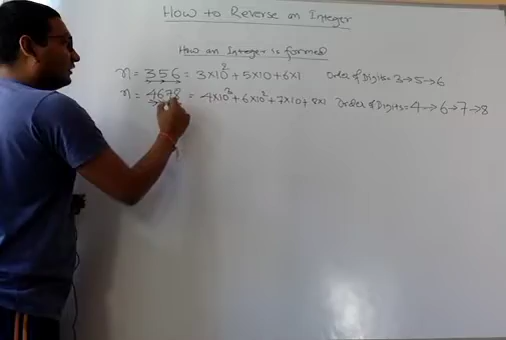 How to Reverse an Integer
How an Integer is formed
n = 356 = 3×10² + 5×10 + 6×1 Order of Digits 3→5→6
n = 4678 = 4×10³ + 6×10² + 7×10 + 8×1 Order of Digits = 4→6→7→8